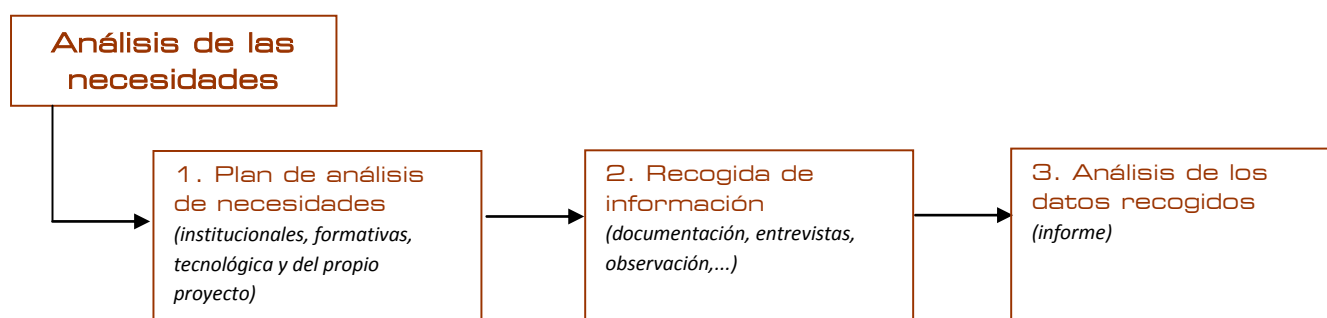 Análisis de las
necesidades
1. Plan de análisis
de necesidades
(institucionales, formativas,
tecnológica y del propio
proyecto)
2. Recogida de
información
(documentación, entrevistas,
observación,...)
3. Análisis de los
datos recogidos
(informe)